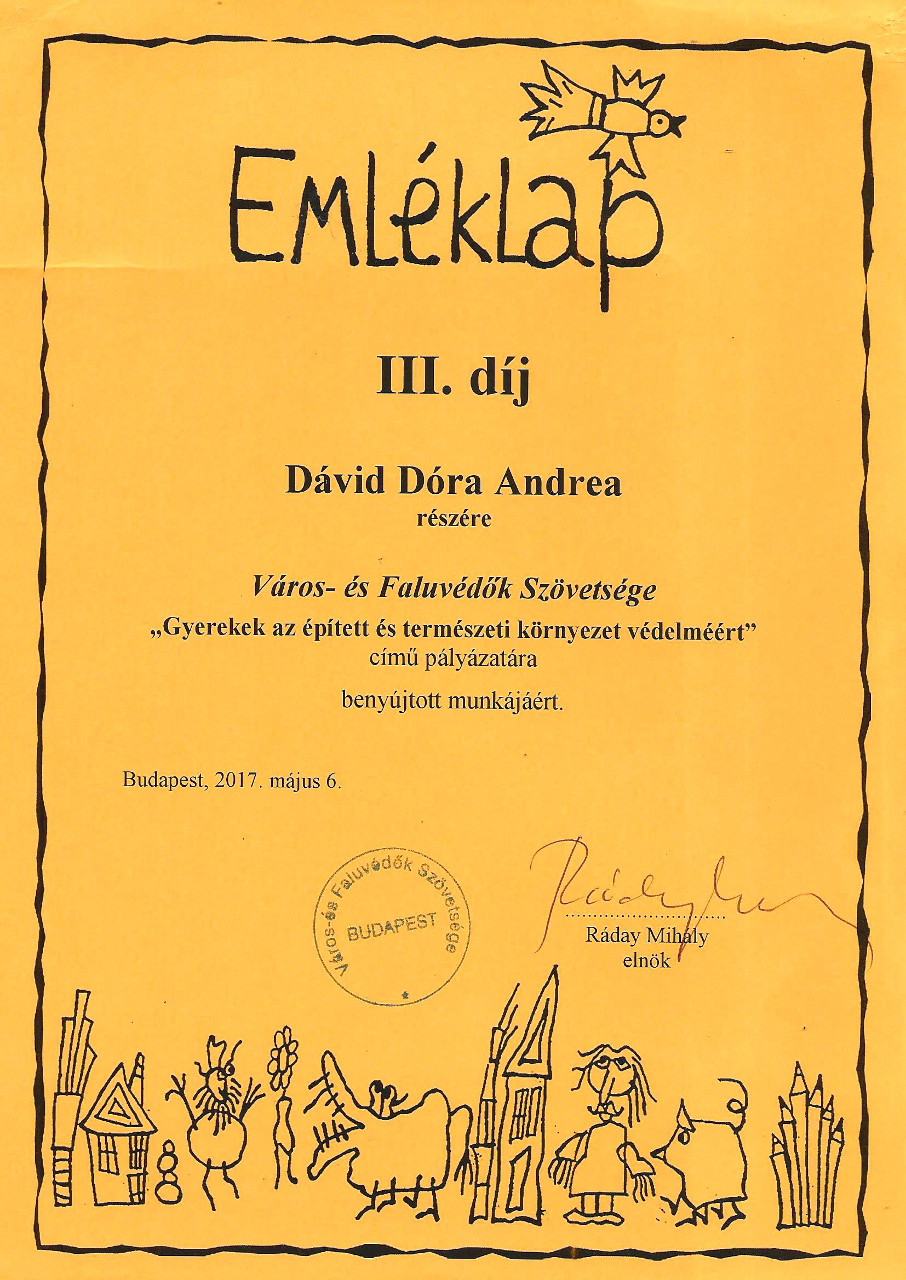 Emléklap
III. díj
Dávid Dóra Andrea
részére
Város- és Faluvédők Szövetsége
„Gyerekek az épített és természeti környezet védelméért”
című pályázatára
benyújtott munkájáért.
Budapest, 2017. május 6.
Város-és Faluvédők Szövetsége
BUDAPEST
*
Ráday Mihály
elnök